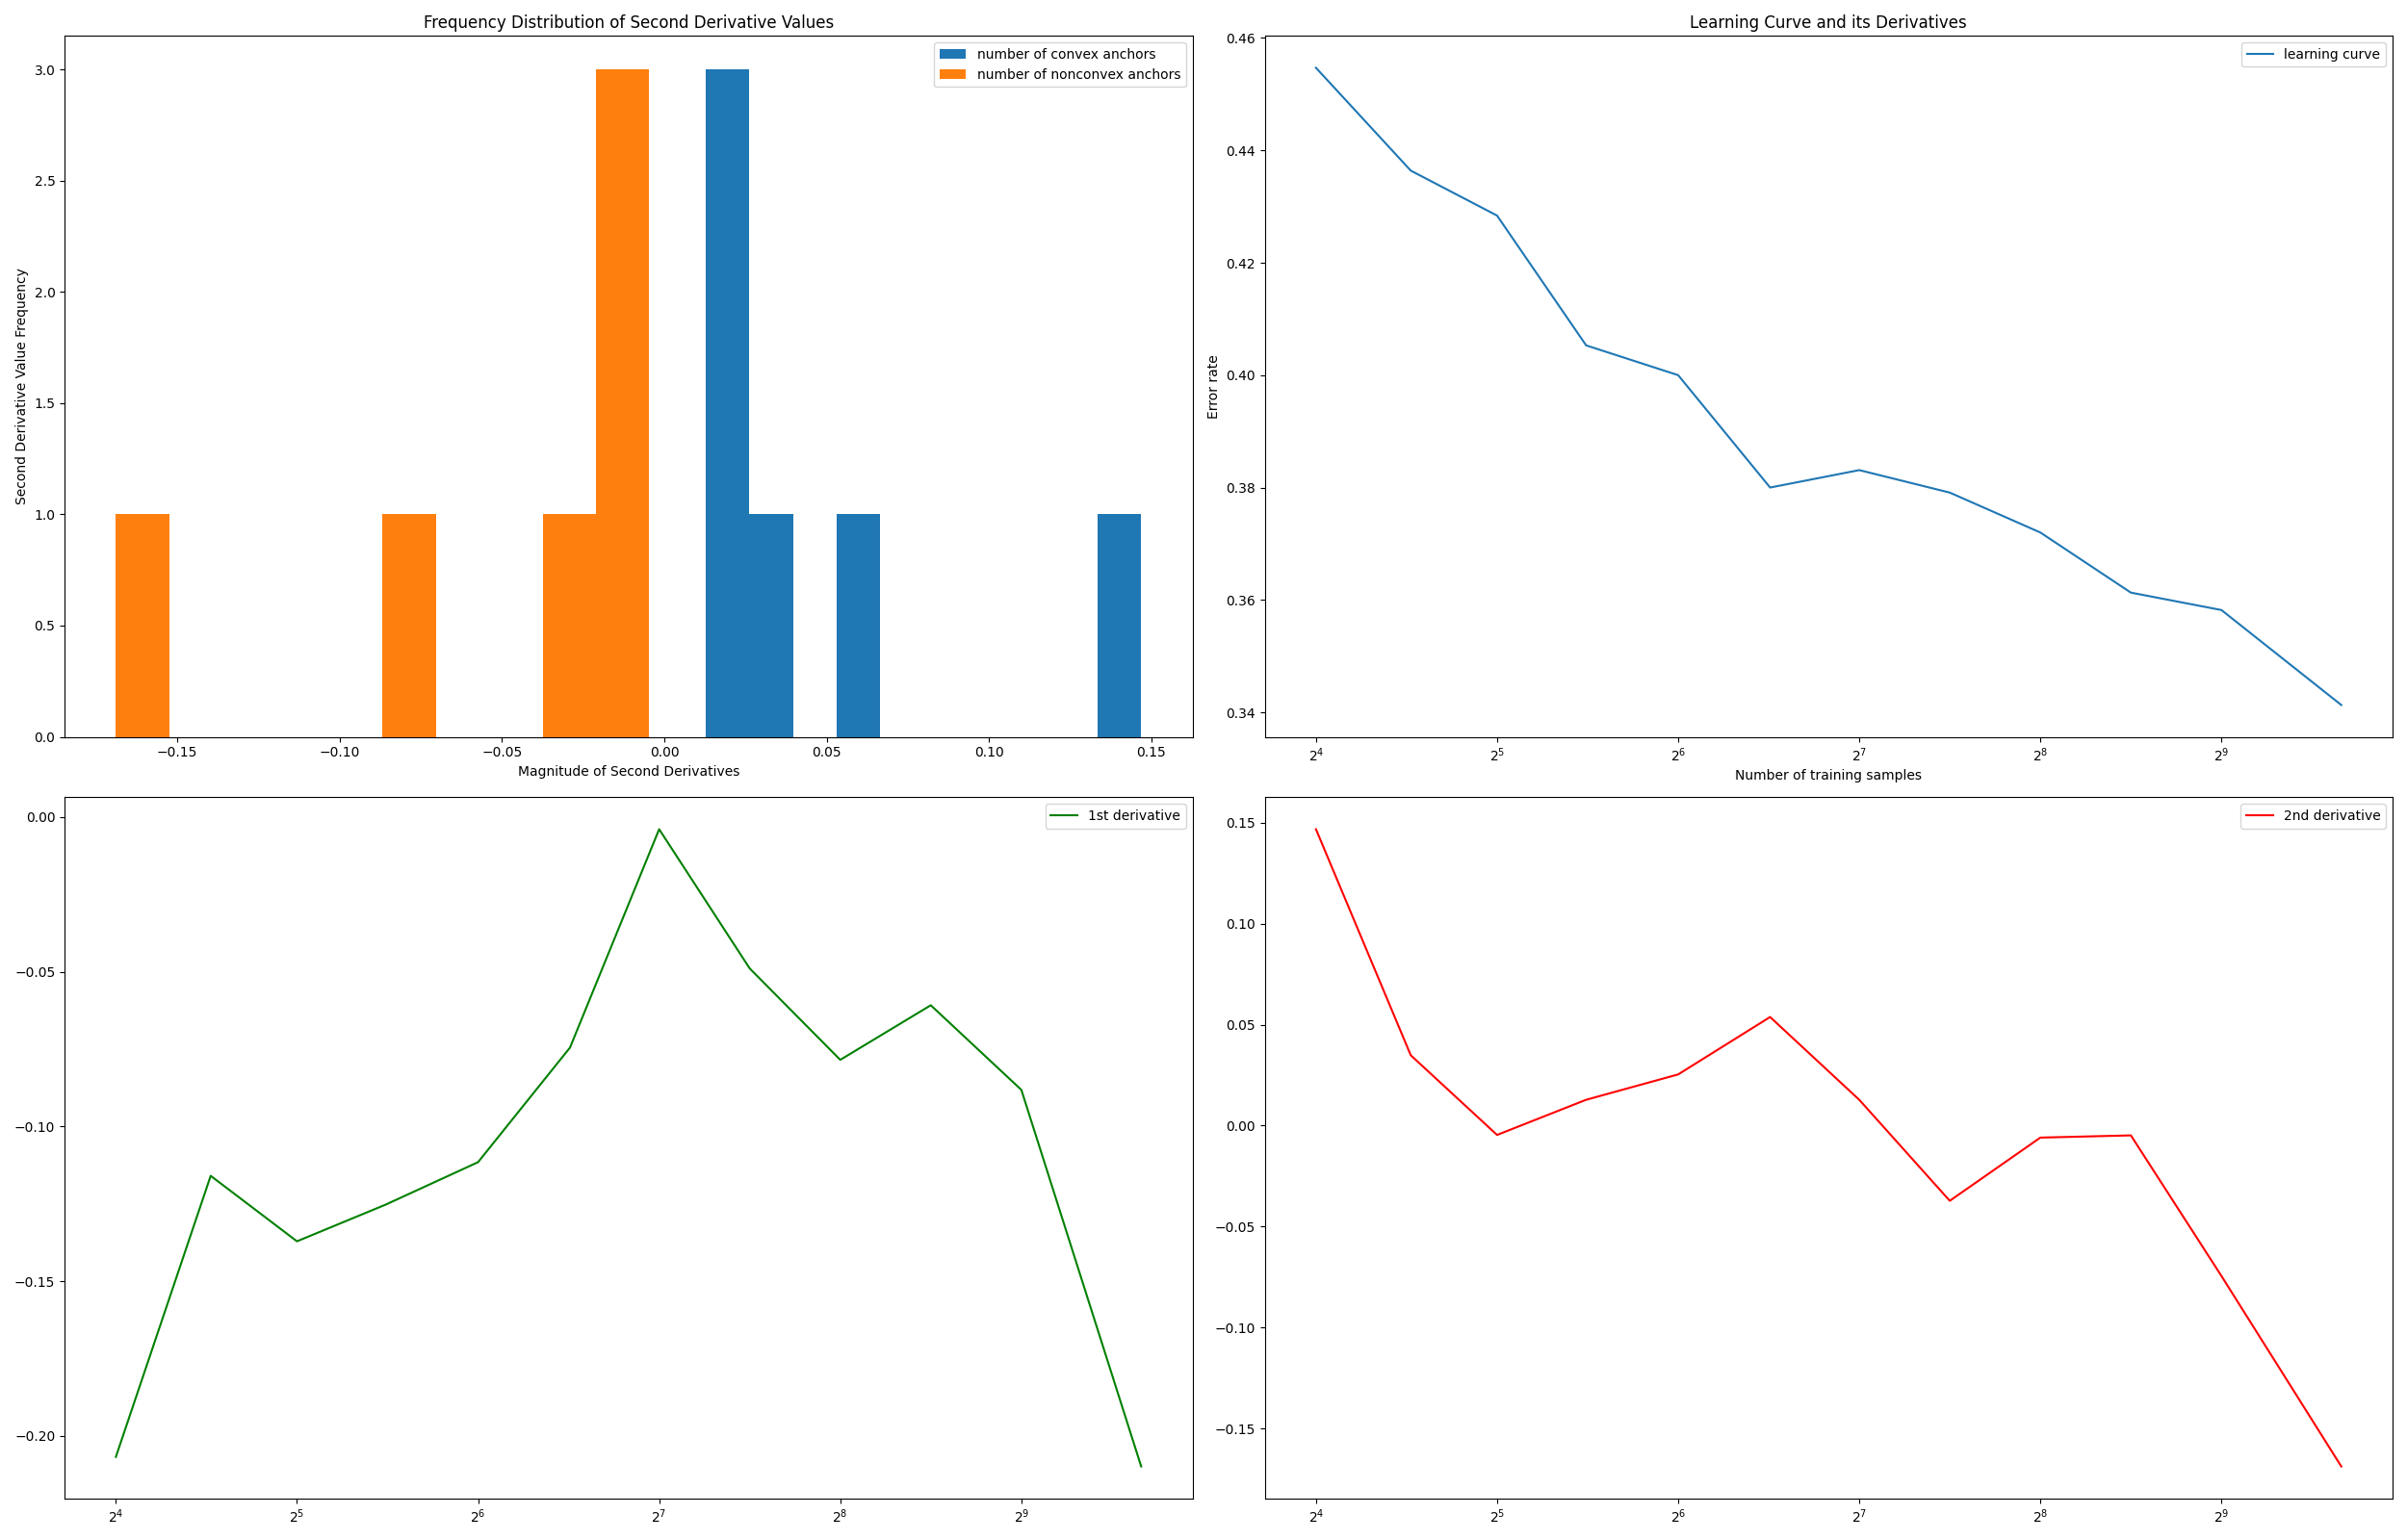 Frequency Distribution of Second Derivative Values
number of convex anchors
number of nonconvex anchors
Second Derivative Value Frequency
3.0
2.5
2.0
1.5
1.0
0.5
0.0
−0.15 −0.10 −0.05 0.00 0.05 0.10 0.15
Magnitude of Second Derivatives
Learning Curve and its Derivatives
learning curve
Error rate
0.46
0.44
0.42
0.40
0.38
0.36
0.34
2⁴ 2⁵ 2⁶ 2⁷ 2⁸ 2⁹
Number of training samples
1st derivative
0.00
−0.05
−0.10
−0.15
−0.20
2⁴ 2⁵ 2⁶ 2⁷ 2⁸ 2⁹
2nd derivative
0.15
0.10
0.05
0.00
−0.05
−0.10
−0.15
2⁴ 2⁵ 2⁶ 2⁷ 2⁸ 2⁹